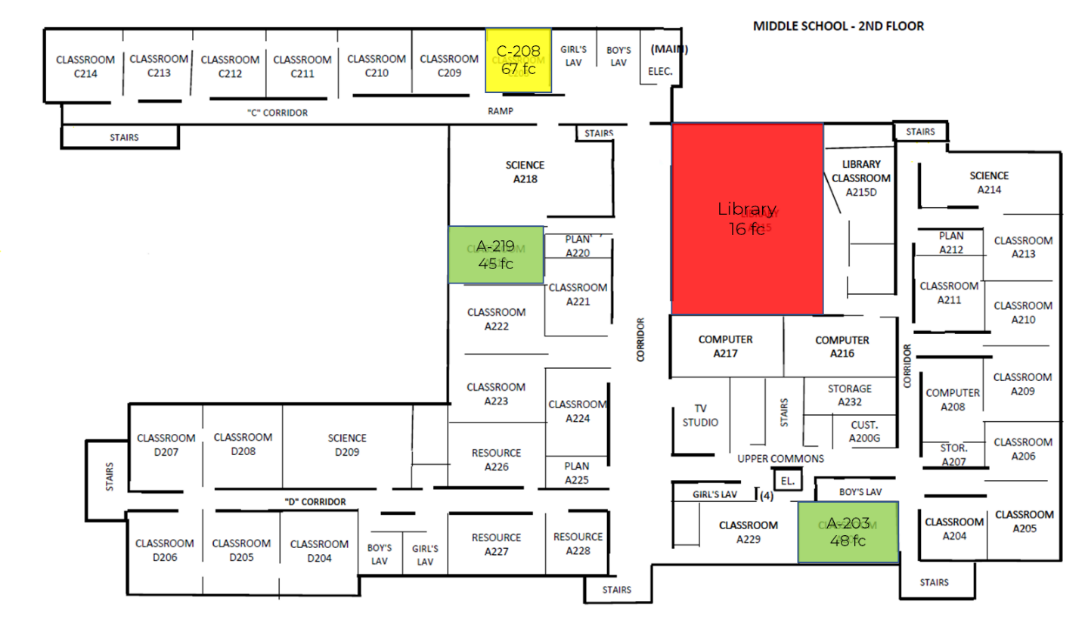 MIDDLE SCHOOL - 2ND FLOOR
CLASSROOM
C214
CLASSROOM
C213
CLASSROOM
C212
CLASSROOM
C211
CLASSROOM
C210
CLASSROOM
C209
C-208
67 fc
GIRL'S
LAV
BOY'S
LAV
(MAIN)
ELEC.
"C" CORRIDOR
RAMP
STAIRS
STAIRS
STAIRS
SCIENCE
A218
Library
16 fc
LIBRARY
CLASSROOM
A215D
SCIENCE
A214
A-219
45 fc
PLAN
A220
CLASSROOM
A221
CLASSROOM
A222
PLAN
A212
CLASSROOM
A213
CLASSROOM
A211
CLASSROOM
A210
CORRIDOR
COMPUTER
A217
COMPUTER
A216
CORRIDOR
CLASSROOM
A223
CLASSROOM
A224
TV
STUDIO
STAIRS
STORAGE
A232
CUST.
A200G
COMPUTER
A208
CLASSROOM
A209
CLASSROOM
D207
CLASSROOM
D208
SCIENCE
D209
RESOURCE
A226
PLAN
A225
UPPER COMMONS
STOR.
A207
CLASSROOM
A206
STAIRS
"D" CORRIDOR
GIRL'S LAV
(4)
EL.
BOY'S LAV
CLASSROOM
D206
CLASSROOM
D205
CLASSROOM
D204
BOY'S
LAV
GIRL'S
LAV
RESOURCE
A227
RESOURCE
A228
CLASSROOM
A229
A-203
48 fc
CLASSROOM
A204
CLASSROOM
A205
STAIRS
STAIRS